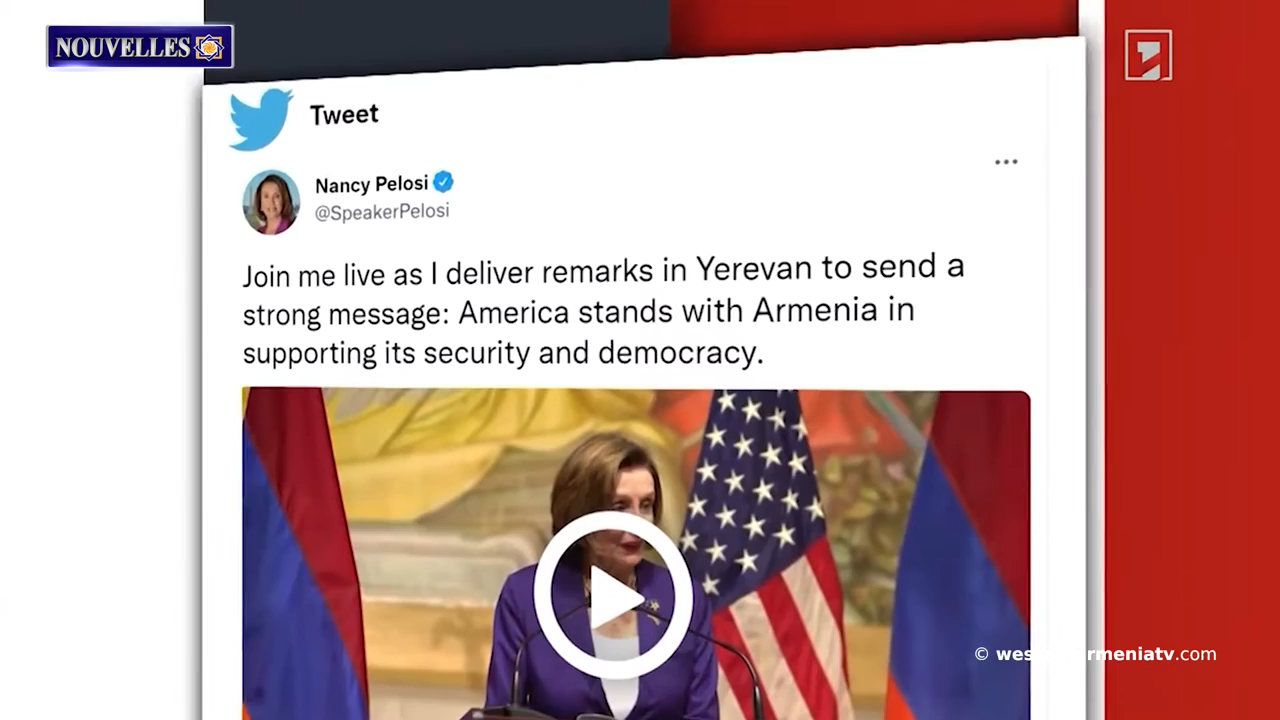 NOUVELLES
Tweet
Nancy Pelosi
@SpeakerPelosi
Join me live as I deliver remarks in Yerevan to send a
strong message: America stands with Armenia in
supporting its security and democracy.
© wes rmeniatv.com